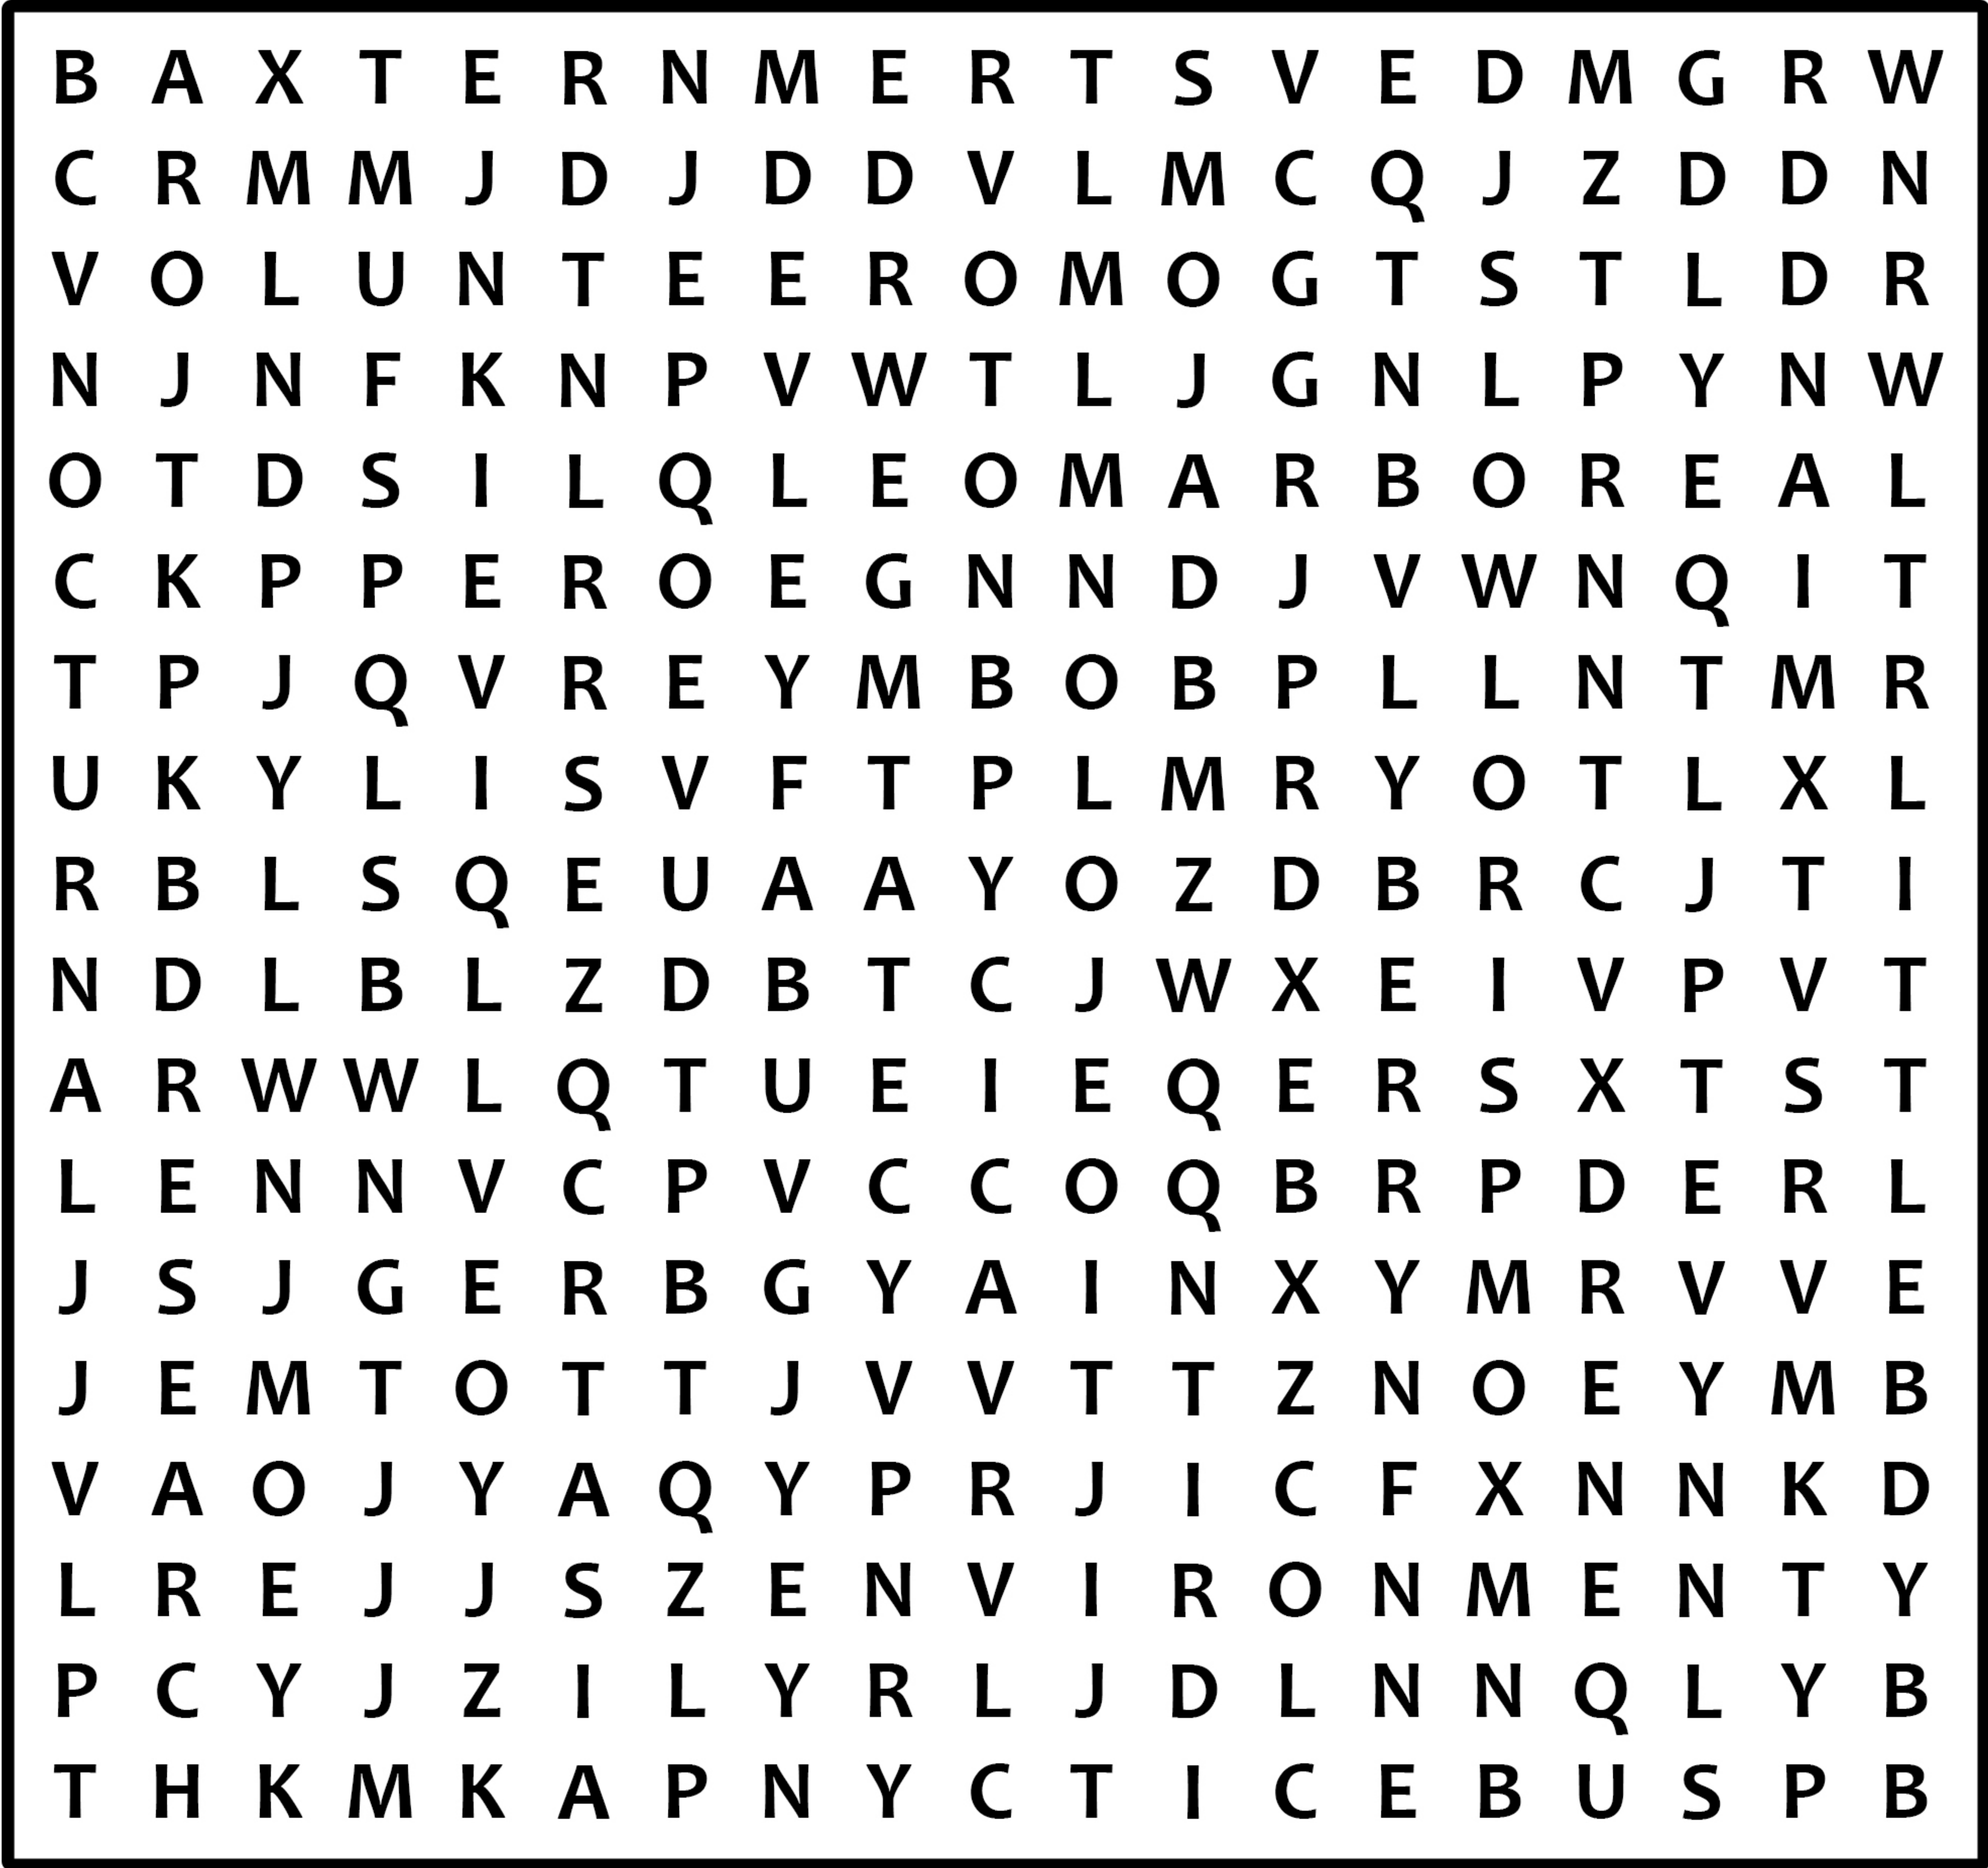 B A X T E R N M E R T S V E D M G R W
C R M M J D J D D V L M C Q J Z D D N
V O L U N T E E R O M O G T S T L D R
N J N F K N P V W T L J G N L P Y N W
O T D S I L Q L E O M A R B O R E A L
C K P P E R O E G N N D J V W N Q I T
T P J Q V R E Y M B O B P L L N T M R
U K Y L I S V F T P L M R Y O T L X L
R B L S Q E U A A Y O Z D B R C J T I
N D L B L Z D B T C J W X E I V P V T
A R W W L Q T U E I E Q E R S X T S T
L E N N V C P V C C O Q B R P D E R L
J S J G E R B G Y A I N X Y M R V V E
J E M T O T T J V V T T Z N O E Y M B
V A O J Y A Q Y P R J I C F X N N K D
L R E J J S Z E N V I R O N M E N T Y
P C Y J Z I L Y R L J D L N N Q L Y B
T H K M K A P N Y C T I C E B U S P B